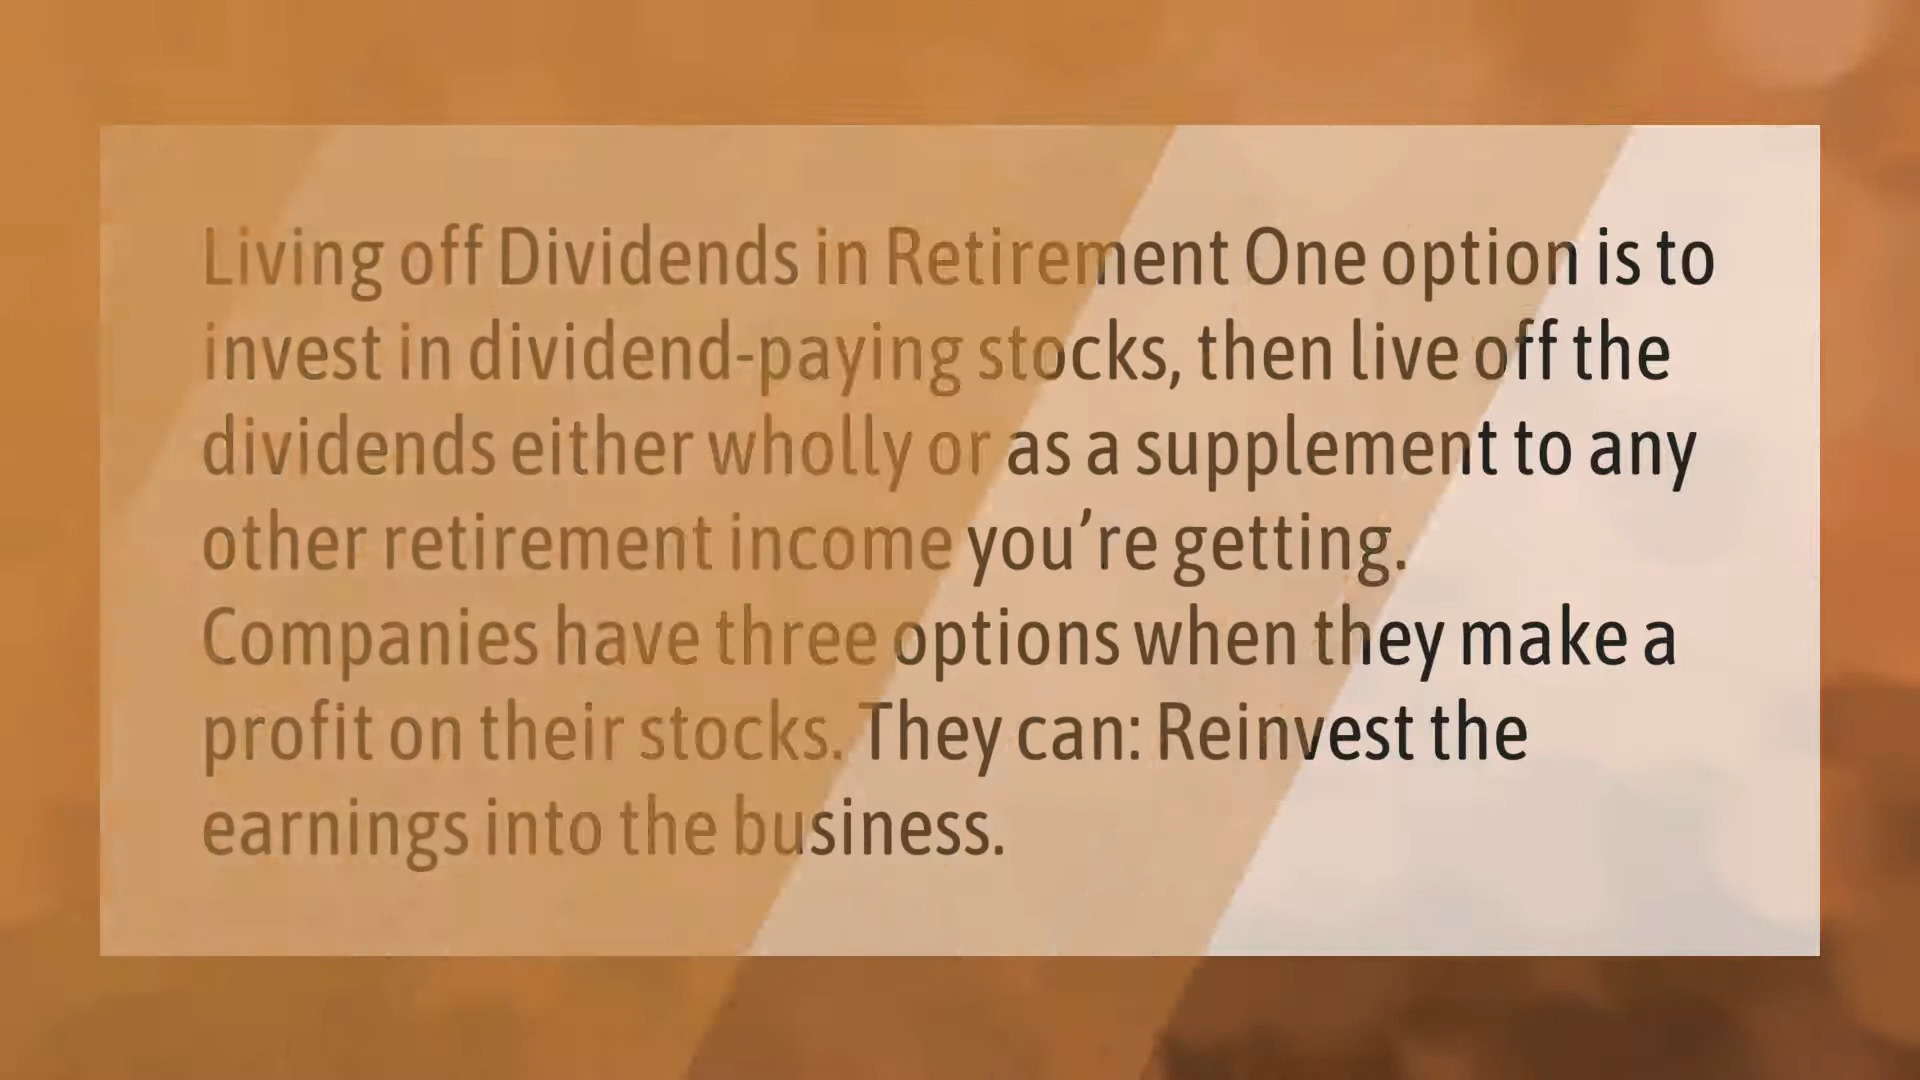 Living off Dividends in Retirement One option is to
invest in dividend-paying stocks, then live off the
dividends either wholly or as a supplement to any
other retirement income you’re getting.
Companies have three options when they make a
profit on their stocks. They can: Reinvest the
earnings into the business.